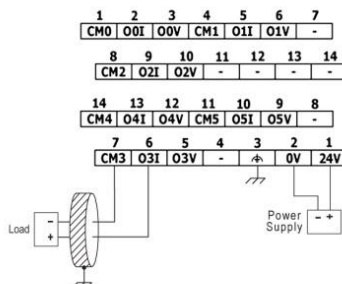 1 2 3 4 5 6 7
CM0 O0I O0V CM1 O1I O1V -
8 9 10 11 12 13 14
CM2 O2I O2V - - - -
14 13 12 11 10 9 8
CM4 O4I O4V CM5 O5I O5V -
7 6 5 4 3 2 1
CM3 O3I O3V - 0V 24V
Load - +
Power Supply - +